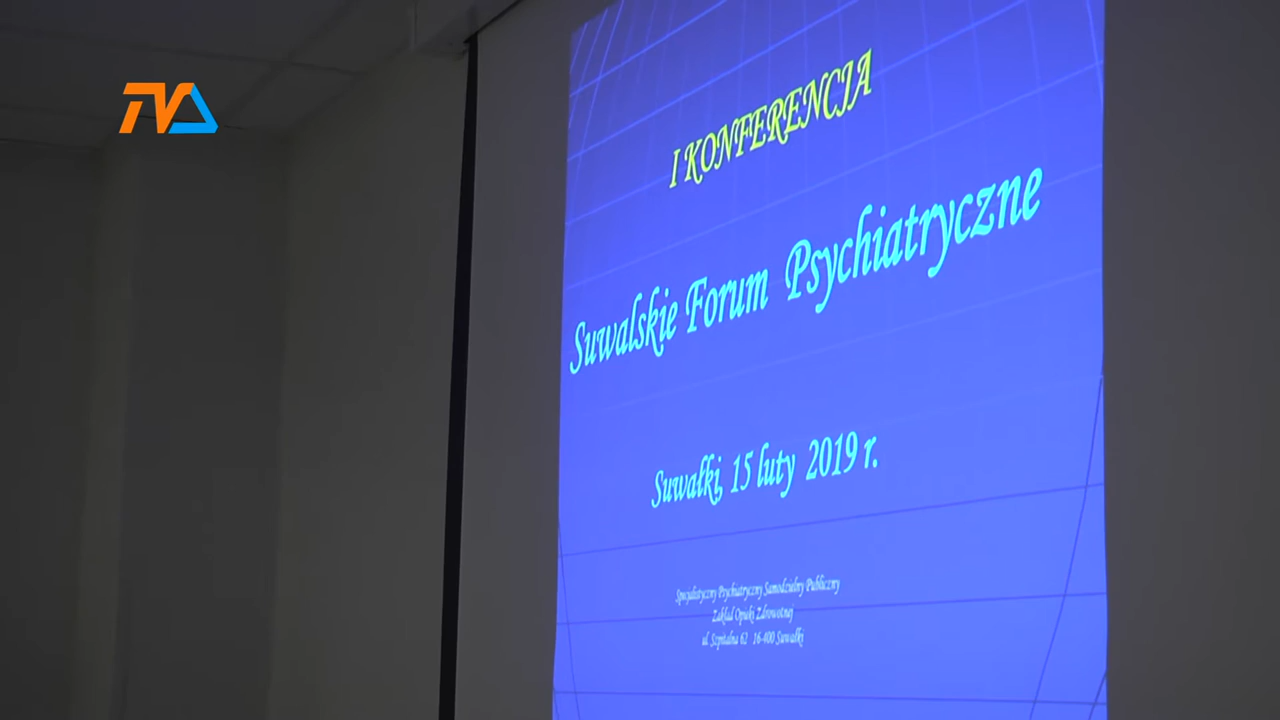 TVA
I KONFERENCJA
Suwalskie Forum Psychiatryczne
Suwałki, 15 luty 2019 r.
Specjalistyczny Psychiatryczny Samodzielny Publiczny
Zakład Opieki Zdrowotnej
ul. Szpitalna 62 16-400 Suwałki